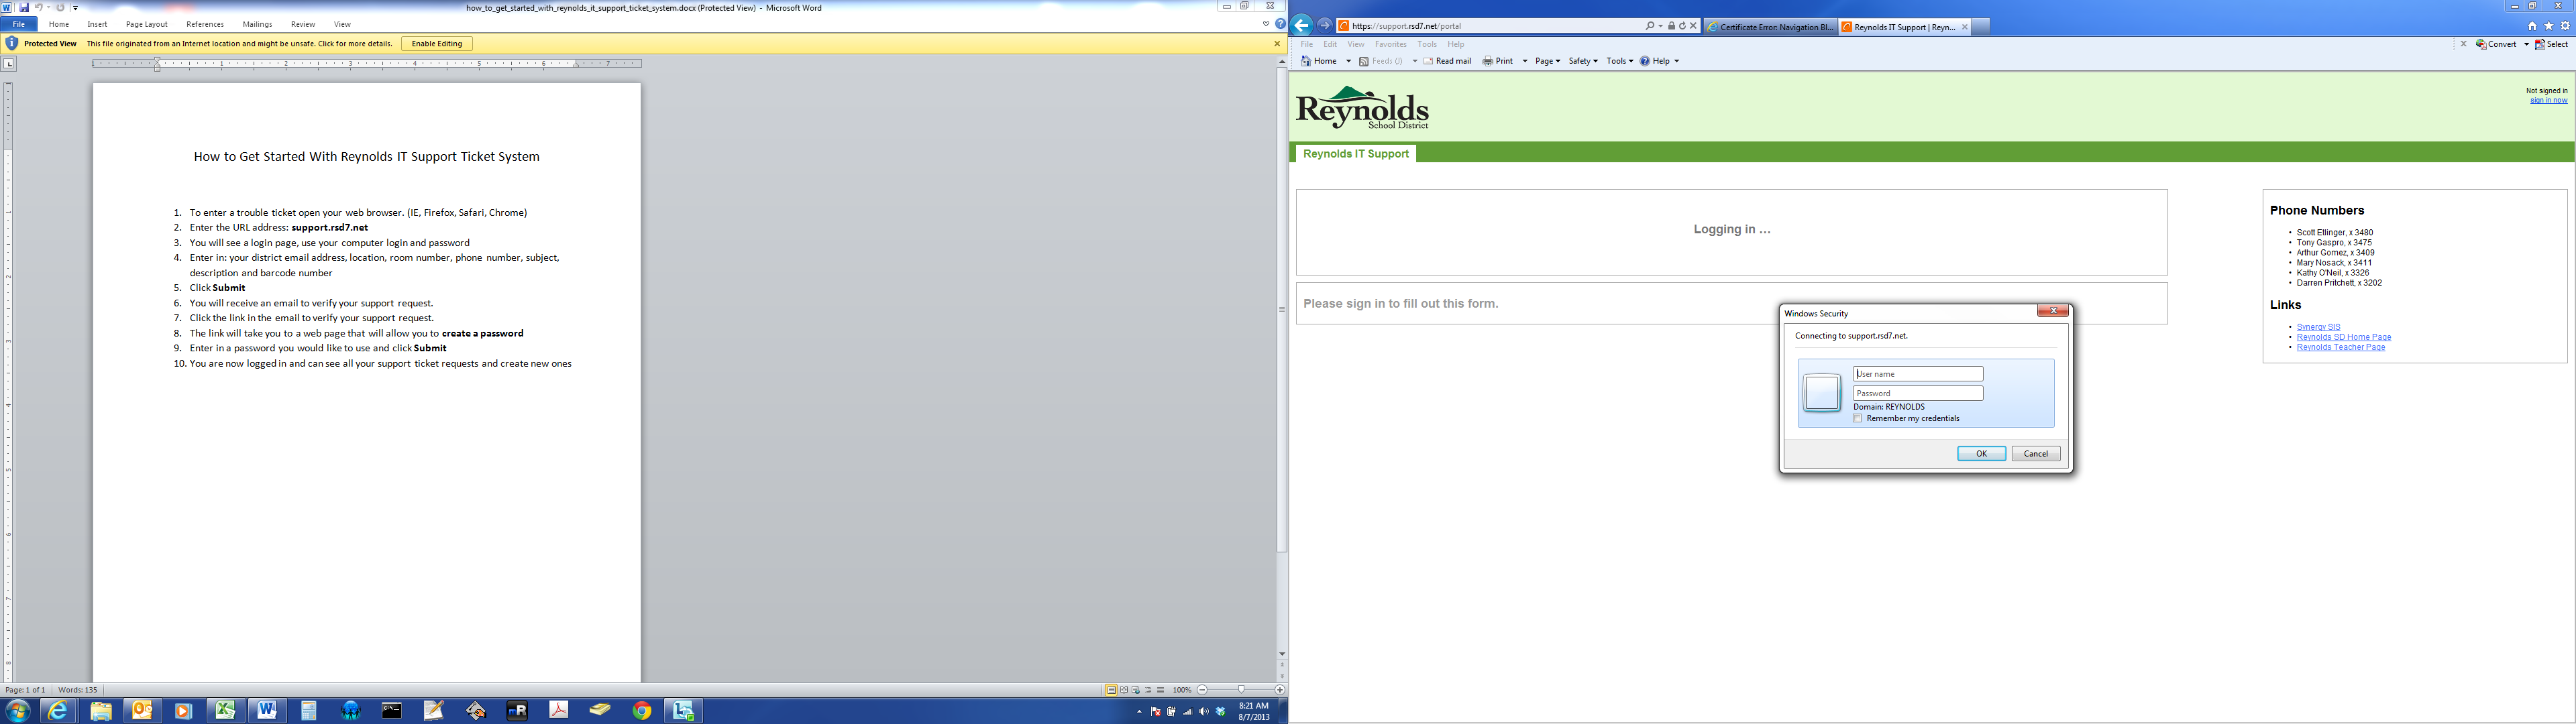 how_to_get_started_with_reynolds_it_support_ticket_system.docx (Protected View) - Microsoft Word
File Home Insert Page Layout References Mailings Review View
Protected View This file originated from an Internet location and might be unsafe. Click for more details. Enable Editing
How to Get Started With Reynolds IT Support Ticket System
1. To enter a trouble ticket open your web browser. (IE, Firefox, Safari, Chrome)
2. Enter the URL address: support.rsd7.net
3. You will see a login page, use your computer login and password
4. Enter in: your district email address, location, room number, phone number, subject,
description and barcode number
5. Click Submit
6. You will receive an email to verify your support request.
7. Click the link in the email to verify your support request.
8. The link will take you to a web page that will allow you to create a password
9. Enter in a password you would like to use and click Submit
10. You are now logged in and can see all your support ticket requests and create new ones
Page: 1 of 1 Words: 135
100%
8:21 AM
8/7/2013
https://support.rsd7.net/portal
Certificate Error: Navigation Bl...
Reynolds IT Support | Reyn...
File Edit View Favorites Tools Help
Convert Select
Home Feeds (J) Read mail Print Page Safety Tools Help
Reynolds
School District
Not signed in
sign in now
Reynolds IT Support
Logging in ...
Please sign in to fill out this form.
Windows Security
Connecting to support.rsd7.net.
User name
Password
Domain: REYNOLDS
Remember my credentials
OK Cancel
Phone Numbers
• Scott Etlinger, x 3480
• Tony Gaspro, x 3475
• Arthur Gomez, x 3409
• Mary Nosack, x 3411
• Kathy O'Neil, x 3326
• Darren Pritchett, x 3202
Links
• Synergy SIS
• Reynolds SD Home Page
• Reynolds Teacher Page